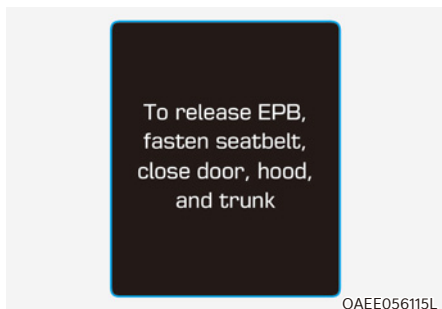 To release EPB,
fasten seatbelt,
close door, hood,
and trunk
OAEE056115L